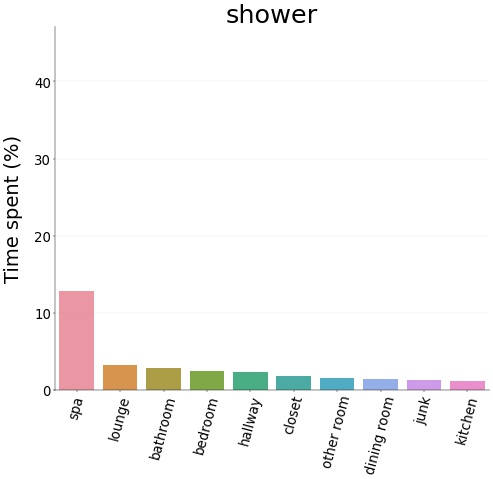 shower
Time spent (%)
40
30
20
10
0
spa
lounge
bathroom
bedroom
hallway
closet
other room
dining room
junk
kitchen